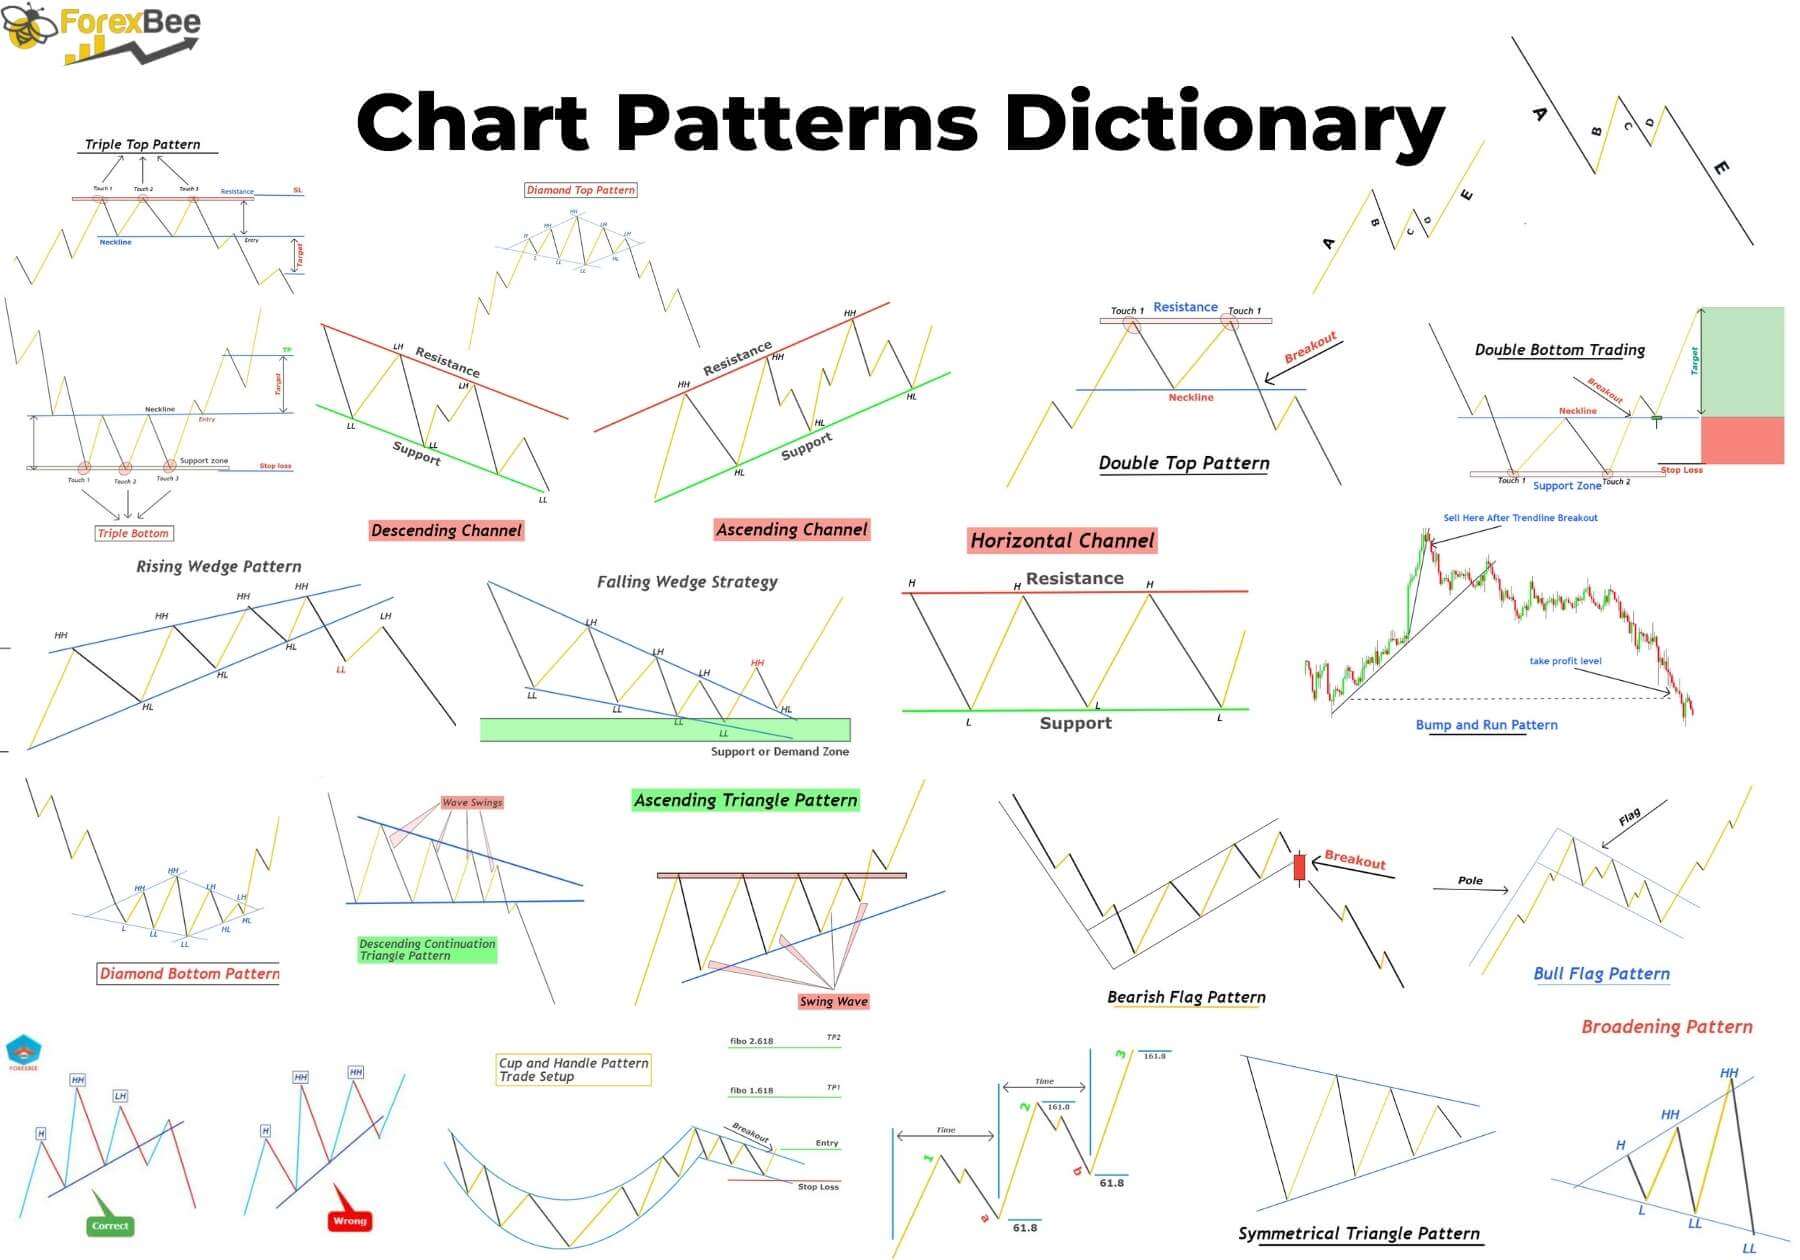 ForexBee
Chart Patterns Dictionary
Triple Top Pattern
Touch 1
Touch 2
Touch 3
Resistance
SL
Neckline
Entry
Target
Diamond Top Pattern
H
HH
HH
LH
LH
L
LL
LL
HL
A
B
C
D
E
A
B
C
D
E
TP
Target
Neckline
Entry
Support zone
Stop loss
Touch 1
Touch 2
Touch 3
Triple Bottom
LH
Resistance
LH
LL
LL
Support
LL
Descending Channel
HH
Resistance
HH
HH
HL
HL
Support
HL
Ascending Channel
Touch 1
Resistance
Touch 1
Breakout
Neckline
Double Top Pattern
Double Bottom Trading
Breakout
Neckline
Target
Stop Loss
Touch 1
Support Zone
Touch 2
Rising Wedge Pattern
HH
HH
HH
HH
LH
HL
HL
HL
LL
Falling Wedge Strategy
LH
LH
LH
HH
LL
LL
LL
LL
HL
Support or Demand Zone
Horizontal Channel
H
H
Resistance
H
L
L
Support
L
Sell Here After Trendline Breakout
take profit level
Bump and Run Pattern
HH
HH
LH
LH
L
LL
LL
HL
HL
Diamond Bottom Pattern
Wave Swings
Descending Continuation
Triangle Pattern
Ascending Triangle Pattern
Swing Wave
Breakout
Bearish Flag Pattern
Flag
Pole
Bull Flag Pattern
FOREXBEE
H
HH
LH
Correct
H
HH
HH
Wrong
Cup and Handle Pattern
Trade Setup
fibo 2.618
TP2
fibo 1.618
TP1
Breakout
Entry
Stop Loss
Time
1
a
61.8
Time
2
161.0
b
61.8
3
161.8
Symmetrical Triangle Pattern
Broadening Pattern
H
HH
HH
L
LL
LL